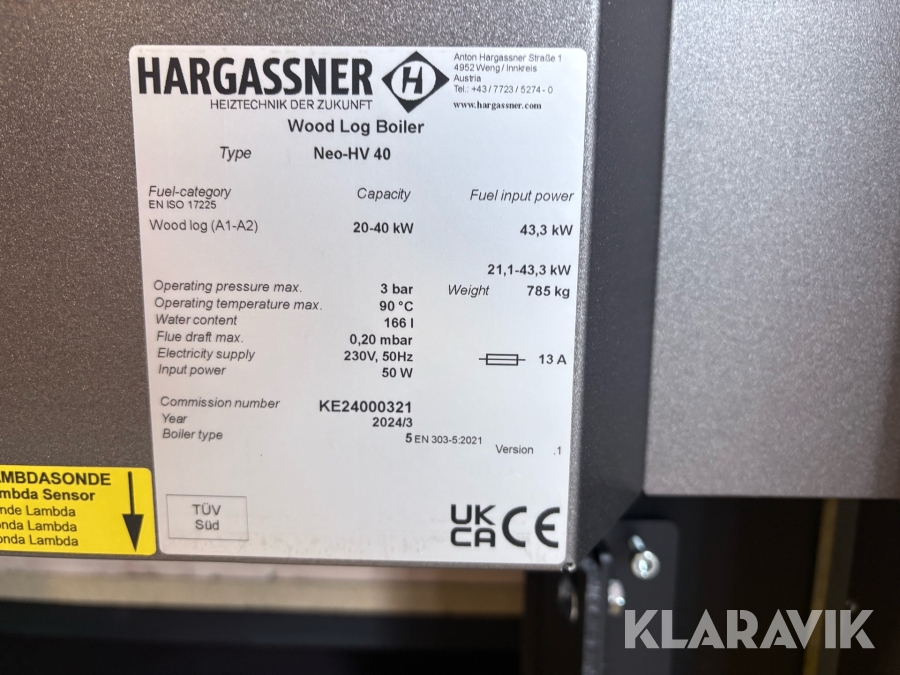 HARGASSNER H
HEIZTECHNIK DER ZUKUNFT
Anton Hargassner Straße 1
4952 Weng / Innkreis
Austria
Tel.: +43 / 7723 / 5274 - 0
www.hargassner.com
Wood Log Boiler
Type Neo-HV 40
Fuel-category Capacity Fuel input power
EN ISO 17225
Wood log (A1-A2) 20-40 kW 43,3 kW
21,1-43,3 kW
Operating pressure max. 3 bar Weight 785 kg
Operating temperature max. 90 °C
Water content 166 l
Flue draft max. 0,20 mbar
Electricity supply 230V, 50Hz 13 A
Input power 50 W
Commission number KE24000321
Year 2024/3
Boiler type 5 EN 303-5:2021
Version .1
TÜV
Süd
UK
CA CE
MBDASONDE
mbda Sensor
nde Lambda
onda Lambda
onda Lambda
KLARAVIK